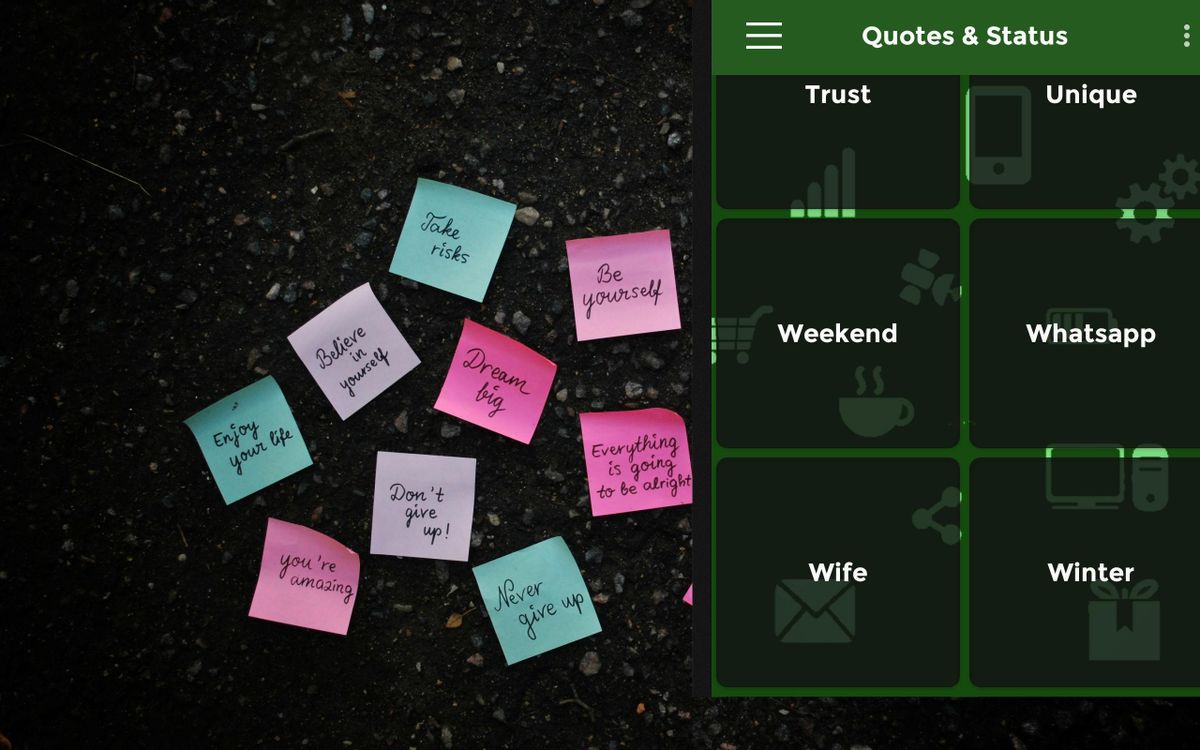 Take
risks
Be
yourself
Believe
in
yourself
Dream
big
Enjoy
your life
Everything
is going
to be alright
Don't
give
up!
you're
amazing
Never
give up
Quotes & Status
Trust
Unique
Weekend
Whatsapp
Wife
Winter